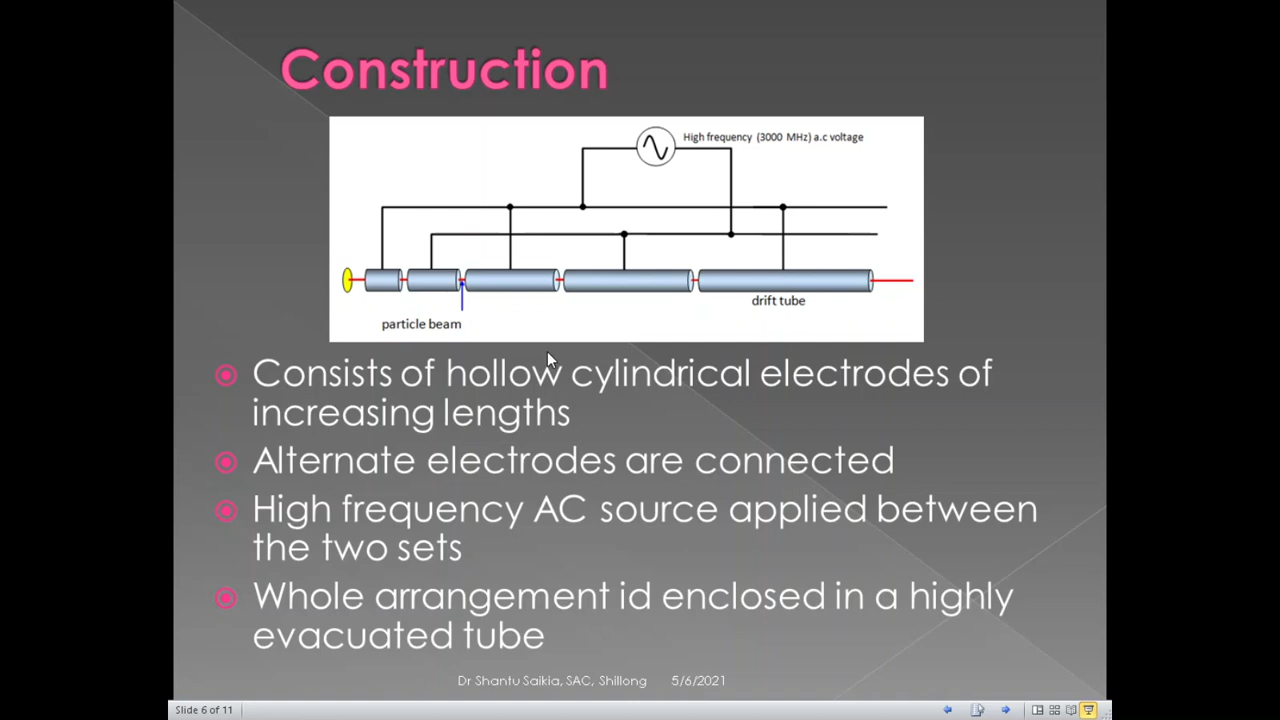 Construction
High frequency (3000 MHz) a.c voltage
drift tube
particle beam
Consists of hollow cylindrical electrodes of
increasing lengths
Alternate electrodes are connected
High frequency AC source applied between
the two sets
Whole arrangement id enclosed in a highly
evacuated tube
Dr Shantu Saikia, SAC, Shillong 5/6/2021
Slide 6 of 11